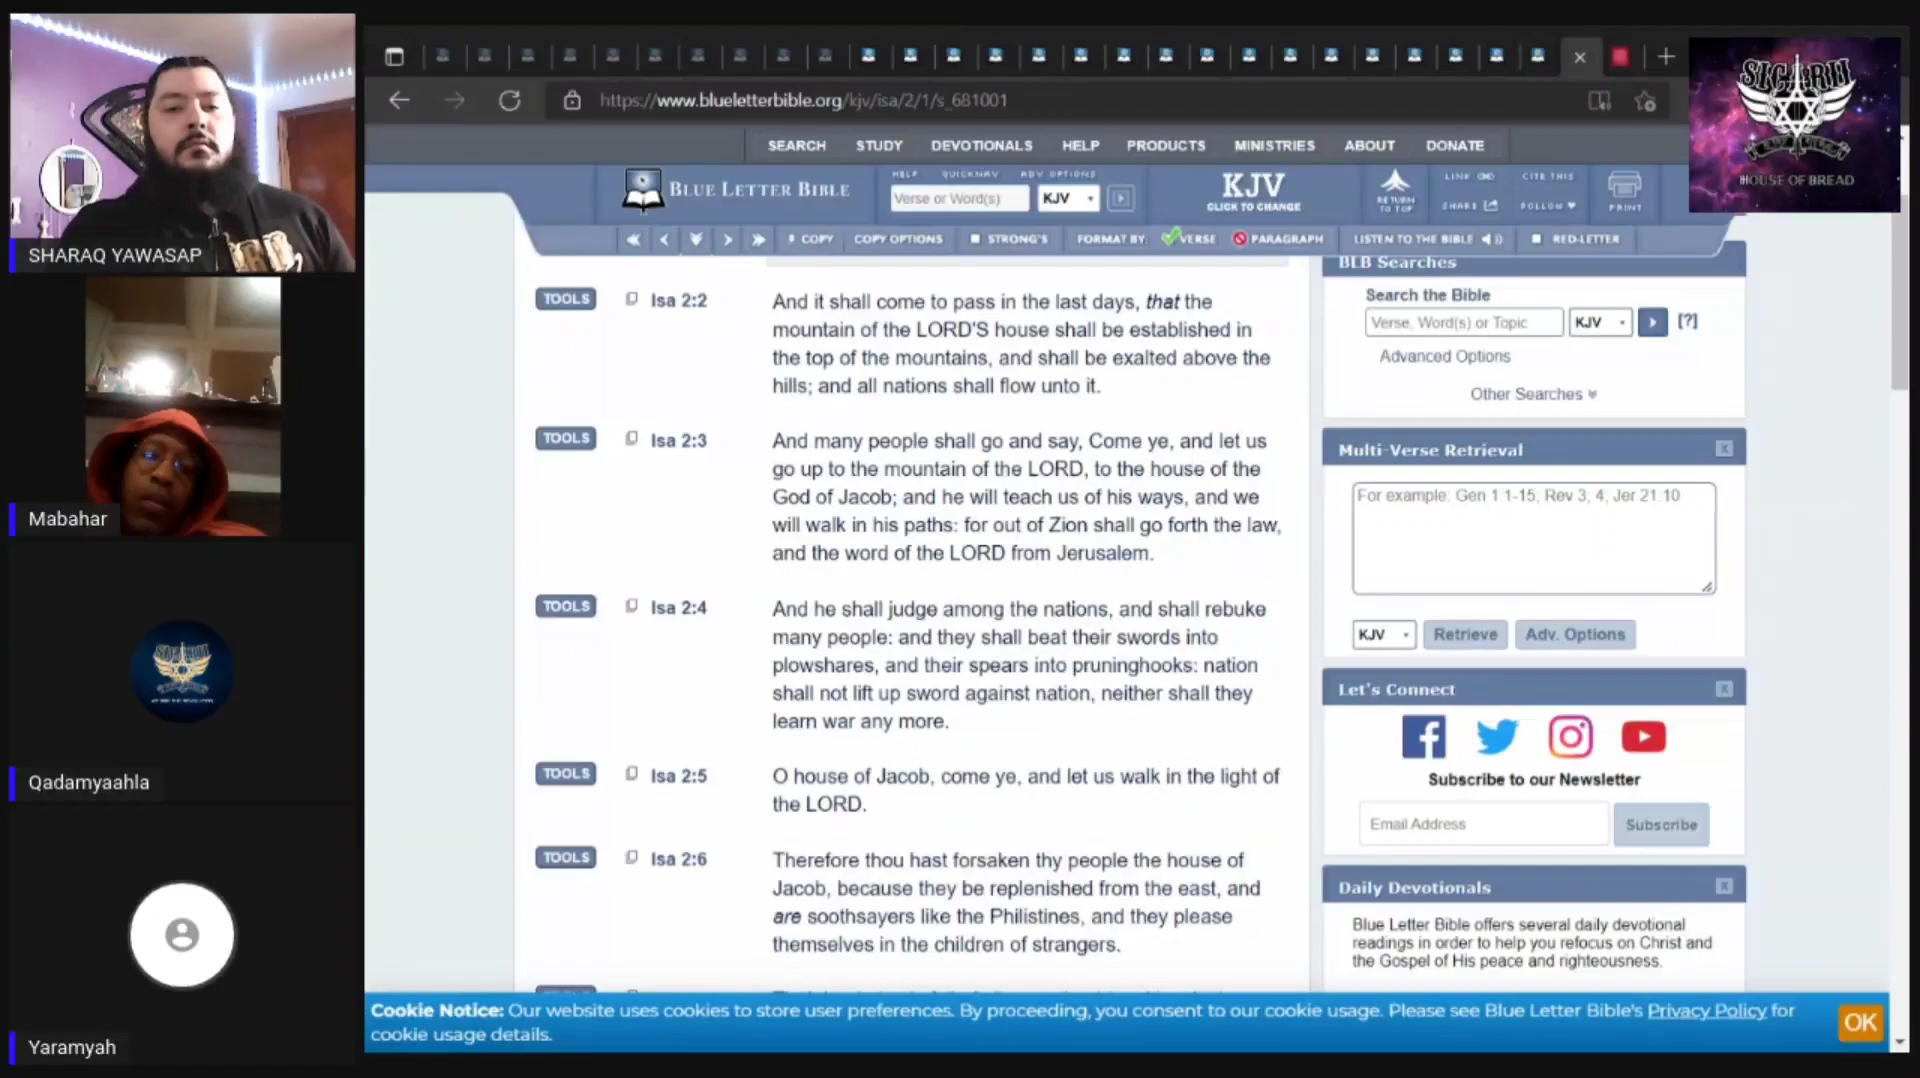 SHARAQ YAWASAP
Mabahar
Qadamyaahla
Yaramyah
https://www.blueletterbible.org/kjv/isa/2/1/s_681001
SICARII
HOUSE OF BREAD
SEARCH STUDY DEVOTIONALS HELP PRODUCTS MINISTRIES ABOUT DONATE
BLUE LETTER BIBLE
HELP QUICKNAV ADV OPTIONS
Verse or Word(s) KJV
KJV
CLICK TO CHANGE
RETURN
TO TOP
LINK CITE THIS
SHARE FOLLOW
PRINT
COPY COPY OPTIONS STRONG'S FORMAT BY: VERSE PARAGRAPH LISTEN TO THE BIBLE RED-LETTER
TOOLS Isa 2:2 And it shall come to pass in the last days, that the
mountain of the LORD'S house shall be established in
the top of the mountains, and shall be exalted above the
hills; and all nations shall flow unto it.
TOOLS Isa 2:3 And many people shall go and say, Come ye, and let us
go up to the mountain of the LORD, to the house of the
God of Jacob; and he will teach us of his ways, and we
will walk in his paths: for out of Zion shall go forth the law,
and the word of the LORD from Jerusalem.
TOOLS Isa 2:4 And he shall judge among the nations, and shall rebuke
many people: and they shall beat their swords into
plowshares, and their spears into pruninghooks: nation
shall not lift up sword against nation, neither shall they
learn war any more.
TOOLS Isa 2:5 O house of Jacob, come ye, and let us walk in the light of
the LORD.
TOOLS Isa 2:6 Therefore thou hast forsaken thy people the house of
Jacob, because they be replenished from the east, and
are soothsayers like the Philistines, and they please
themselves in the children of strangers.
BLB Searches
Search the Bible
Verse, Word(s) or Topic KJV [?]
Advanced Options
Other Searches
Multi-Verse Retrieval
For example: Gen 1:1-15, Rev 3, 4, Jer 21:10
KJV Retrieve Adv. Options
Let's Connect
Subscribe to our Newsletter
Email Address Subscribe
Daily Devotionals
Blue Letter Bible offers several daily devotional
readings in order to help you refocus on Christ and
the Gospel of His peace and righteousness.
Cookie Notice: Our website uses cookies to store user preferences. By proceeding, you consent to our cookie usage. Please see Blue Letter Bible's Privacy Policy for
cookie usage details.
OK